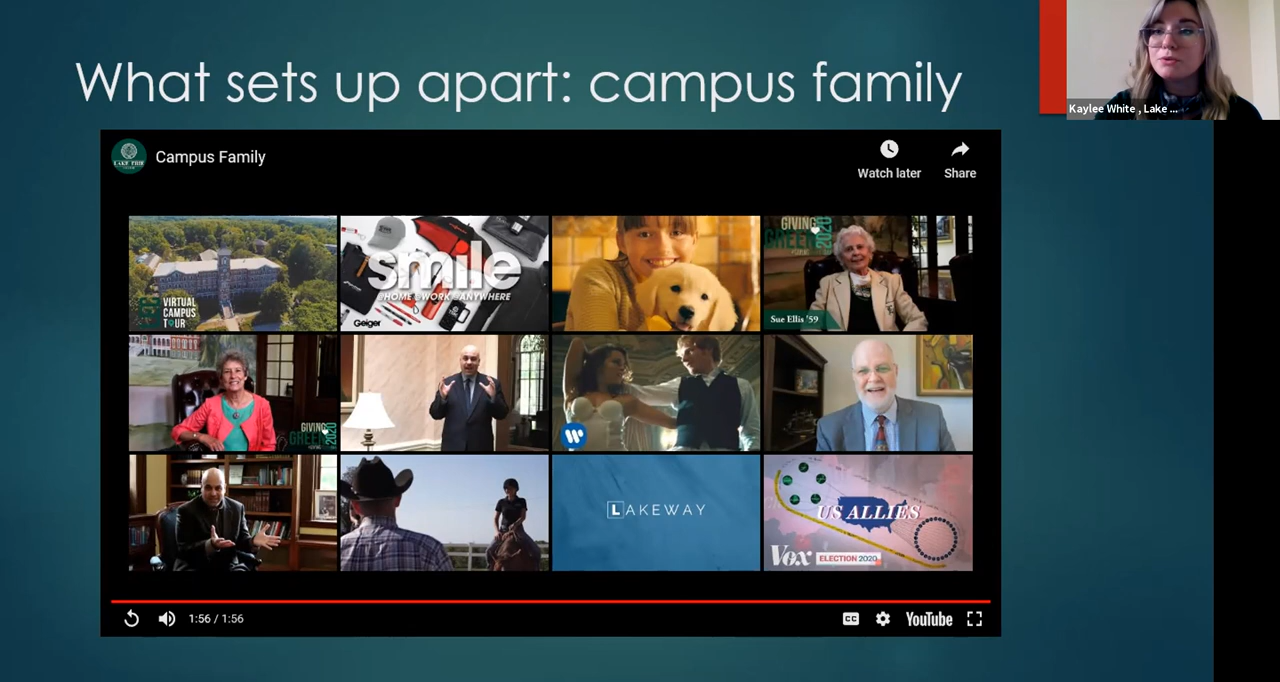 What sets up apart: campus family
Kaylee White , Lake ...
LAKE ERIE
Campus Family
Watch later
Share
VIRTUAL
CAMPUS
TOUR
smile
@HOME @WORK @ANYWHERE
Geiger
GIVING
GREEN
2020
Sue Ellis '59
GIVING
GREEN
2020
W
LAKEWAY
US ALLIES
Vox
ELECTION 2020
1:56 / 1:56
CC
YouTube